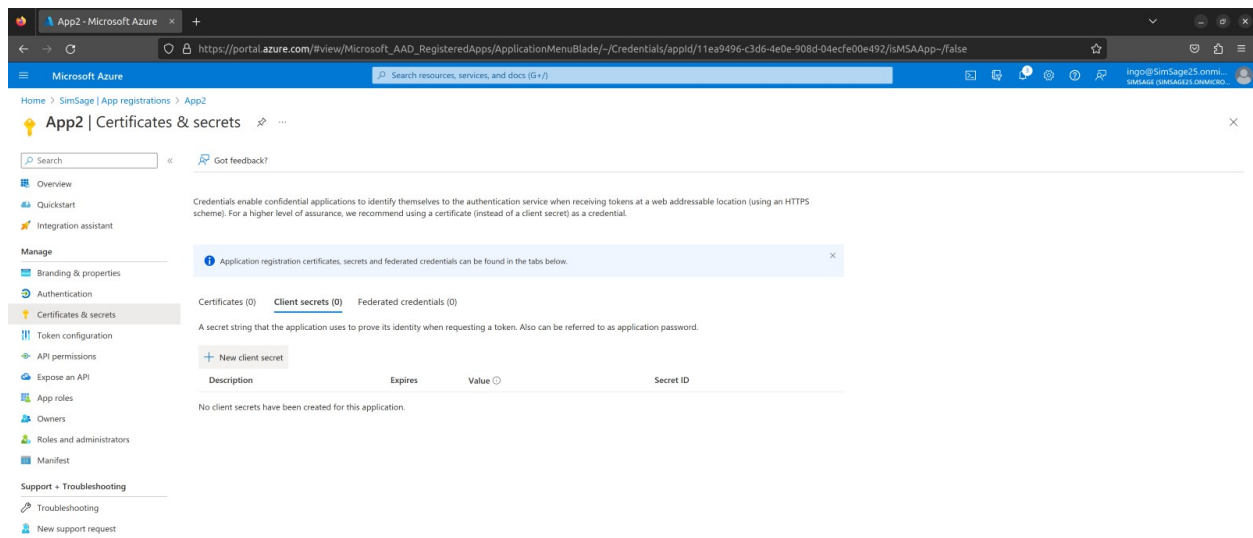 App2 - Microsoft Azure
https://portal.azure.com/#view/Microsoft_AAD_RegisteredApps/ApplicationMenuBlade/~/Credentials/appId/11ea9496-c3d6-4e0e-908d-04ecfe00e492/isMSAApp~/false
Microsoft Azure
Search resources, services, and docs (G+/)
1
ingo@SimSage25.onmi...
SIMSAGE (SIMSAGE25.ONMICRO...
Home > SimSage | App registrations > App2
App2 | Certificates & secrets
Search
Got feedback?
Overview
Quickstart
Integration assistant
Manage
Branding & properties
Authentication
Certificates & secrets
Token configuration
API permissions
Expose an API
App roles
Owners
Roles and administrators
Manifest
Support + Troubleshooting
Troubleshooting
New support request
Credentials enable confidential applications to identify themselves to the authentication service when receiving tokens at a web addressable location (using an HTTPS
scheme). For a higher level of assurance, we recommend using a certificate (instead of a client secret) as a credential.
Application registration certificates, secrets and federated credentials can be found in the tabs below.
Certificates (0) Client secrets (0) Federated credentials (0)
A secret string that the application uses to prove its identity when requesting a token. Also can be referred to as application password.
New client secret
Description Expires Value Secret ID
No client secrets have been created for this application.